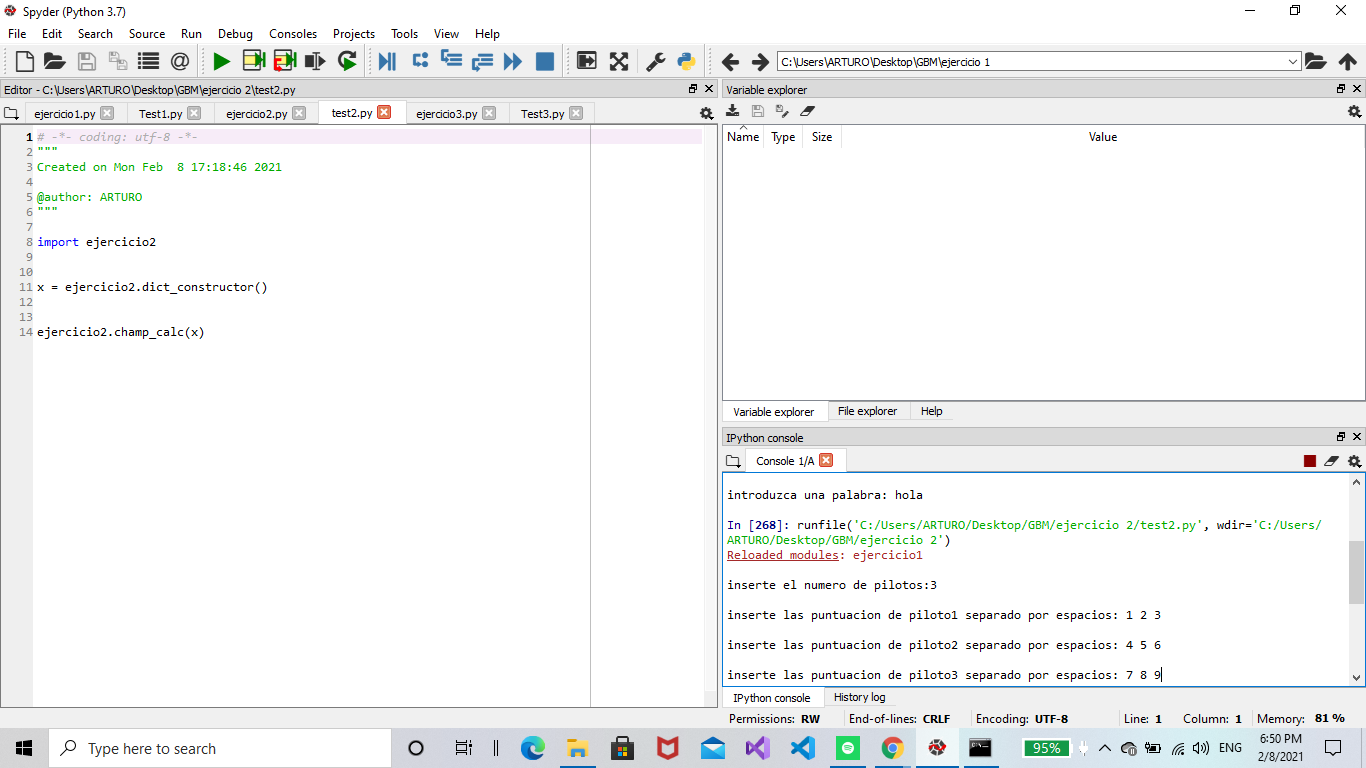 Spyder (Python 3.7)
File Edit Search Source Run Debug Consoles Projects Tools View Help
C:\Users\ARTURO\Desktop\GBM\ejercicio 1
Editor - C:\Users\ARTURO\Desktop\GBM\ejercicio 2\test2.py
ejercicio1.py Test1.py ejercicio2.py test2.py ejercicio3.py Test3.py
1 # -*- coding: utf-8 -*-
2 """
3 Created on Mon Feb  8 17:18:46 2021
4
5 @author: ARTURO
6 """
7
8 import ejercicio2
9
10
11 x = ejercicio2.dict_constructor()
12
13
14 ejercicio2.champ_calc(x)
Variable explorer
Name Type Size Value
Variable explorer File explorer Help
IPython console
Console 1/A
introduzca una palabra: hola
In [268]: runfile('C:/Users/ARTURO/Desktop/GBM/ejercicio 2/test2.py', wdir='C:/Users/
ARTURO/Desktop/GBM/ejercicio 2')
Reloaded modules: ejercicio1
inserte el numero de pilotos:3
inserte las puntuacion de piloto1 separado por espacios: 1 2 3
inserte las puntuacion de piloto2 separado por espacios: 4 5 6
inserte las puntuacion de piloto3 separado por espacios: 7 8 9
IPython console History log
Permissions: RW End-of-lines: CRLF Encoding: UTF-8 Line: 1 Column: 1 Memory: 81 %
Type here to search
95%
ENG
6:50 PM
2/8/2021